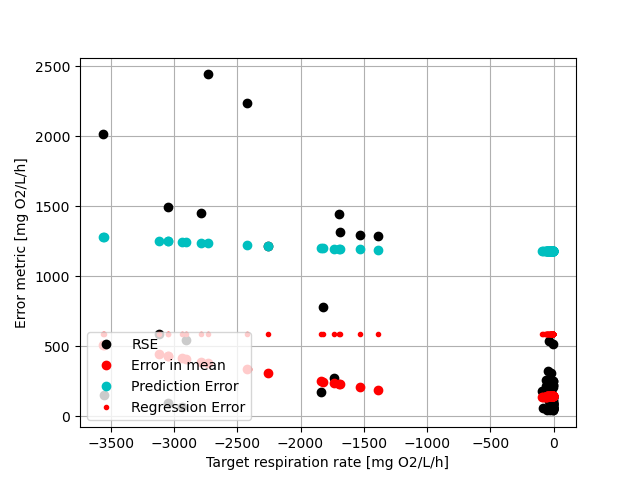 2500
2000
1500
1000
500
0
Error metric [mg O2/L/h]
RSE
Error in mean
Prediction Error
Regression Error
−3500 −3000 −2500 −2000 −1500 −1000 −500 0
Target respiration rate [mg O2/L/h]